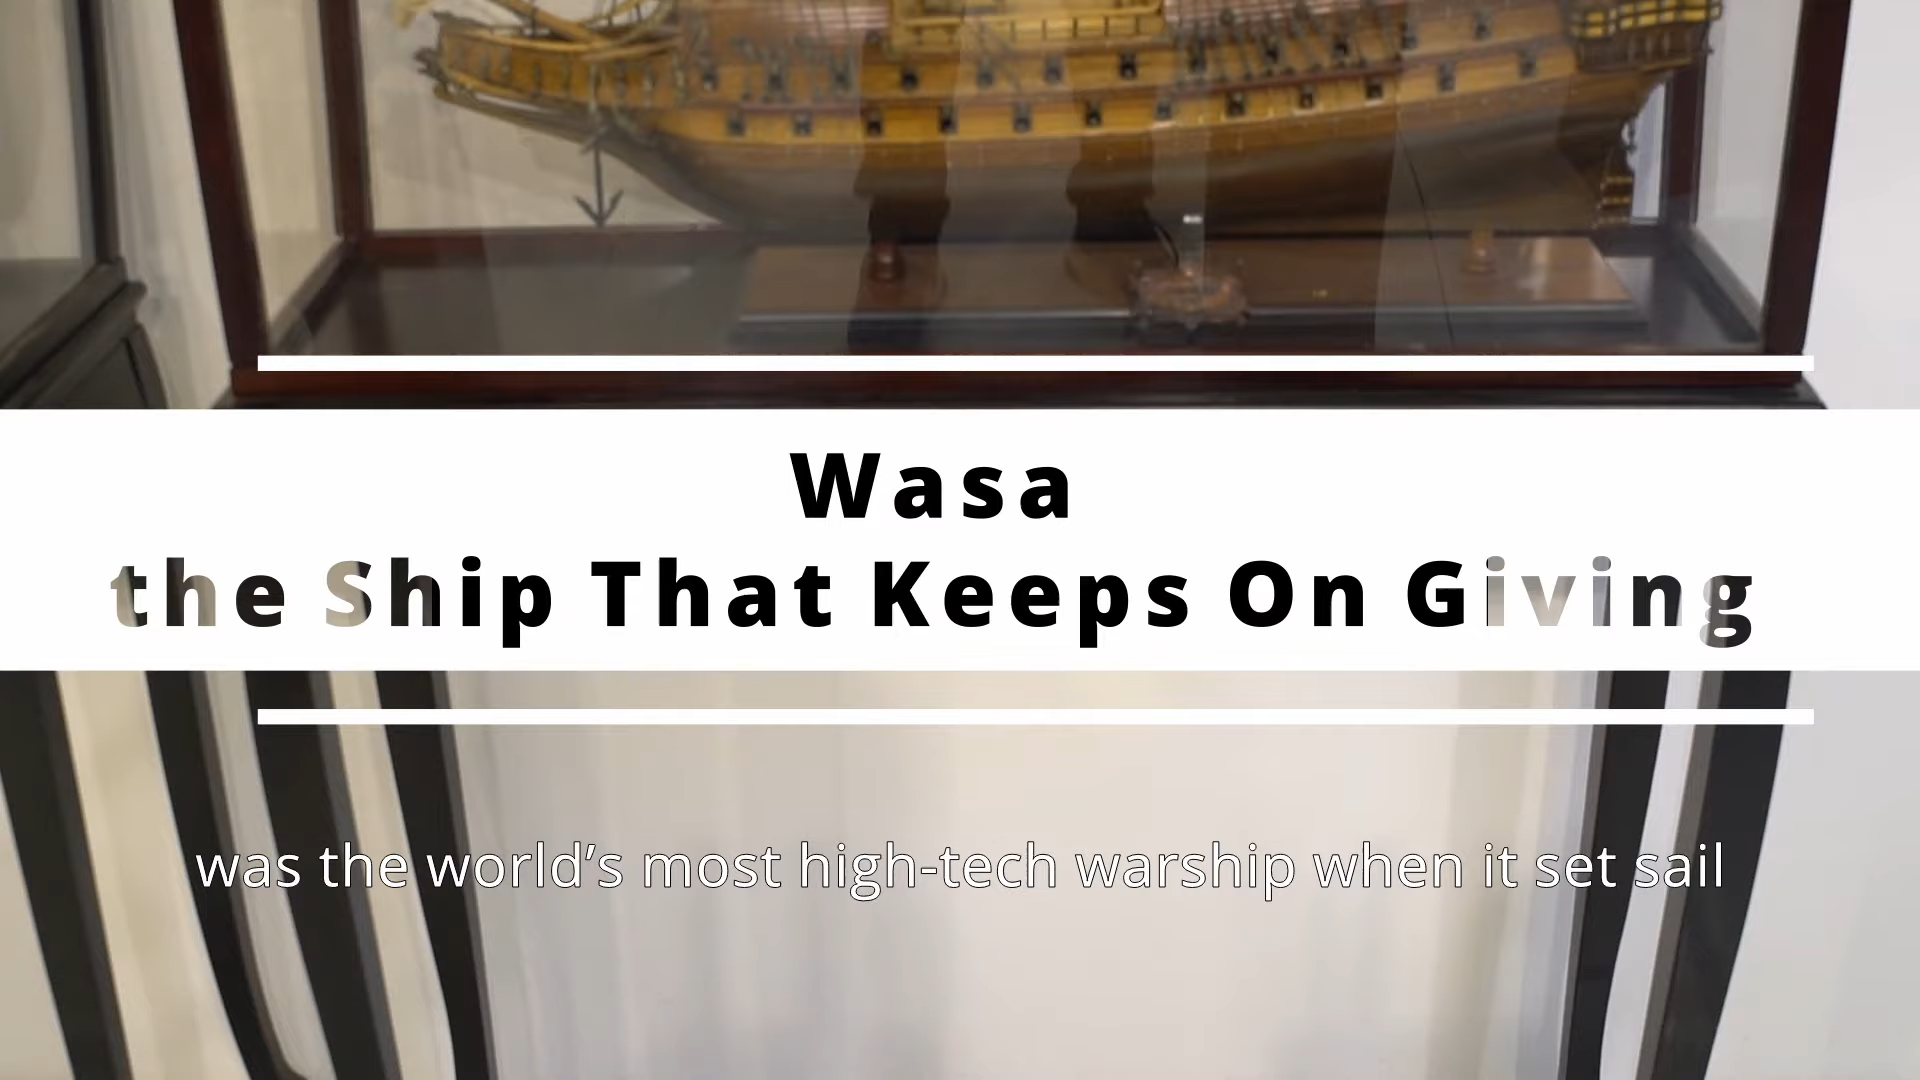 Wasa
the Ship That Keeps On Giving
was the world’s most high-tech warship when it set sail